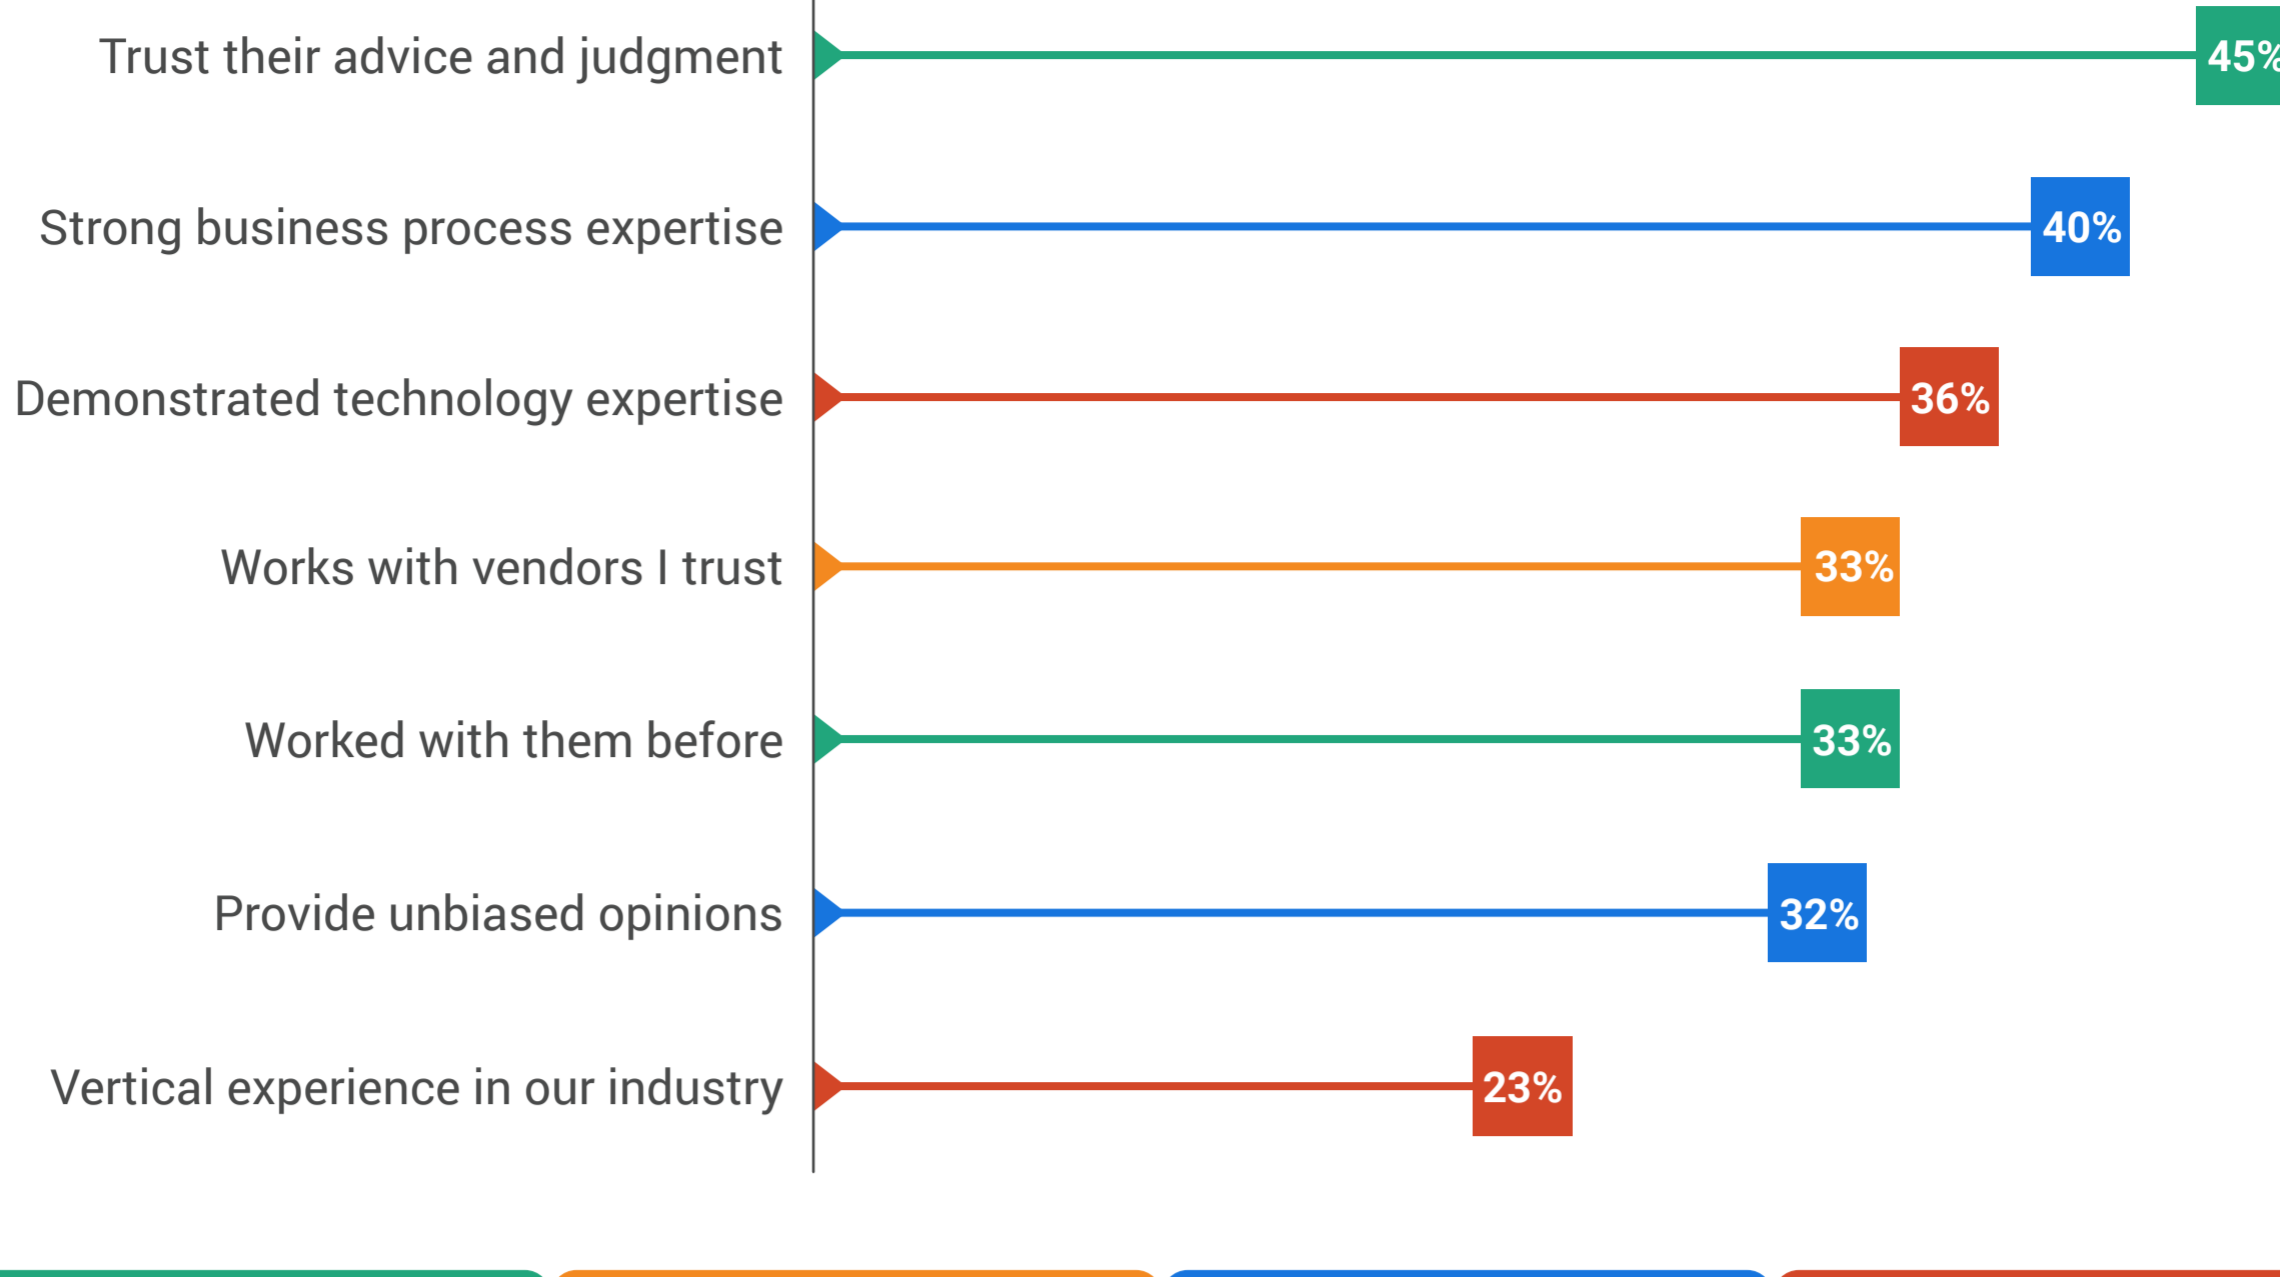 Trust their advice and judgment 45%
Strong business process expertise 40%
Demonstrated technology expertise 36%
Works with vendors I trust 33%
Worked with them before 33%
Provide unbiased opinions 32%
Vertical experience in our industry 23%